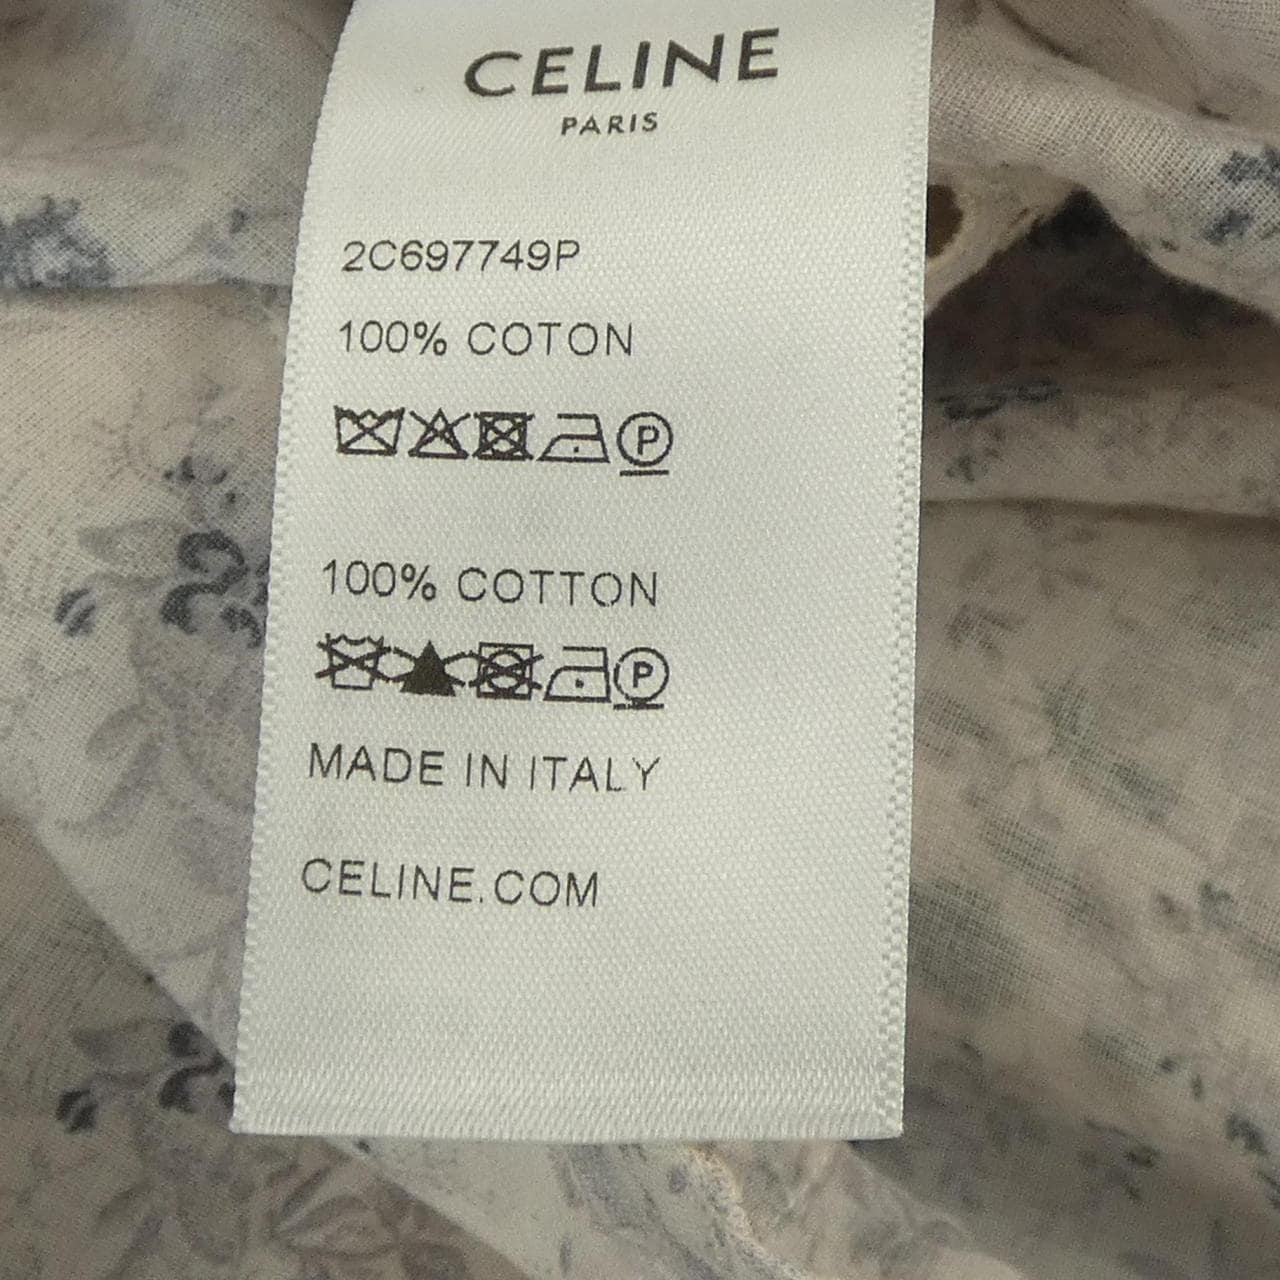 CELINE
PARIS
2C697749P
100% COTON
P
100% COTTON
P
MADE IN ITALY
CELINE.COM